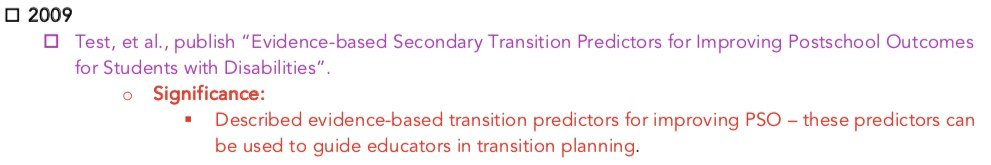 2009
Test, et al., publish “Evidence-based Secondary Transition Predictors for Improving Postschool Outcomes
for Students with Disabilities”.
Significance:
Described evidence-based transition predictors for improving PSO – these predictors can
be used to guide educators in transition planning.